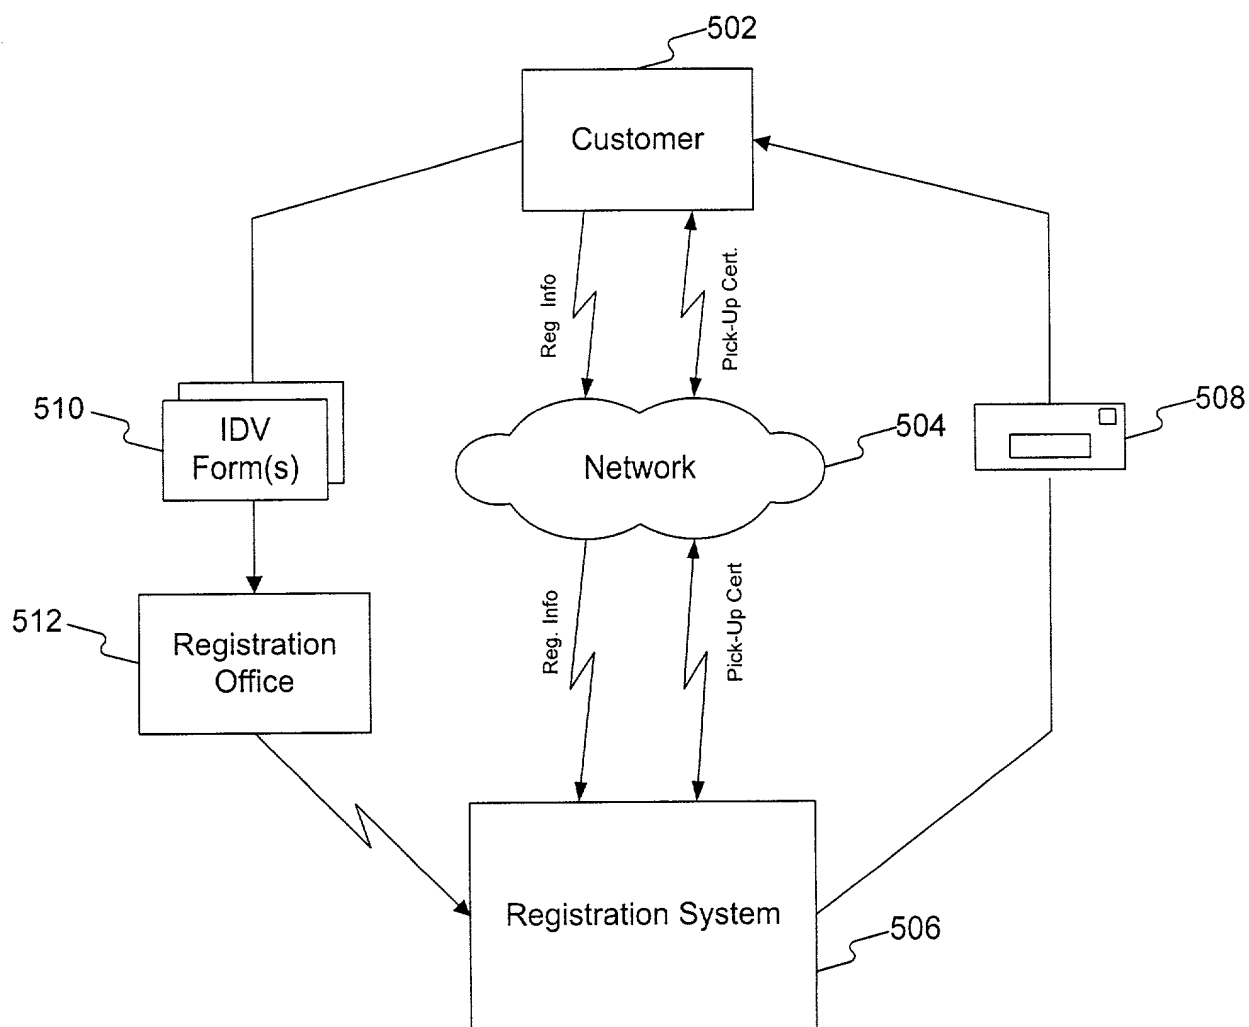 502
Customer
Reg Info
Pick-Up Cert.
510
IDV
Form(s)
504
Network
508
512
Registration
Office
Reg. Info
Pick-Up Cert
Registration System
506